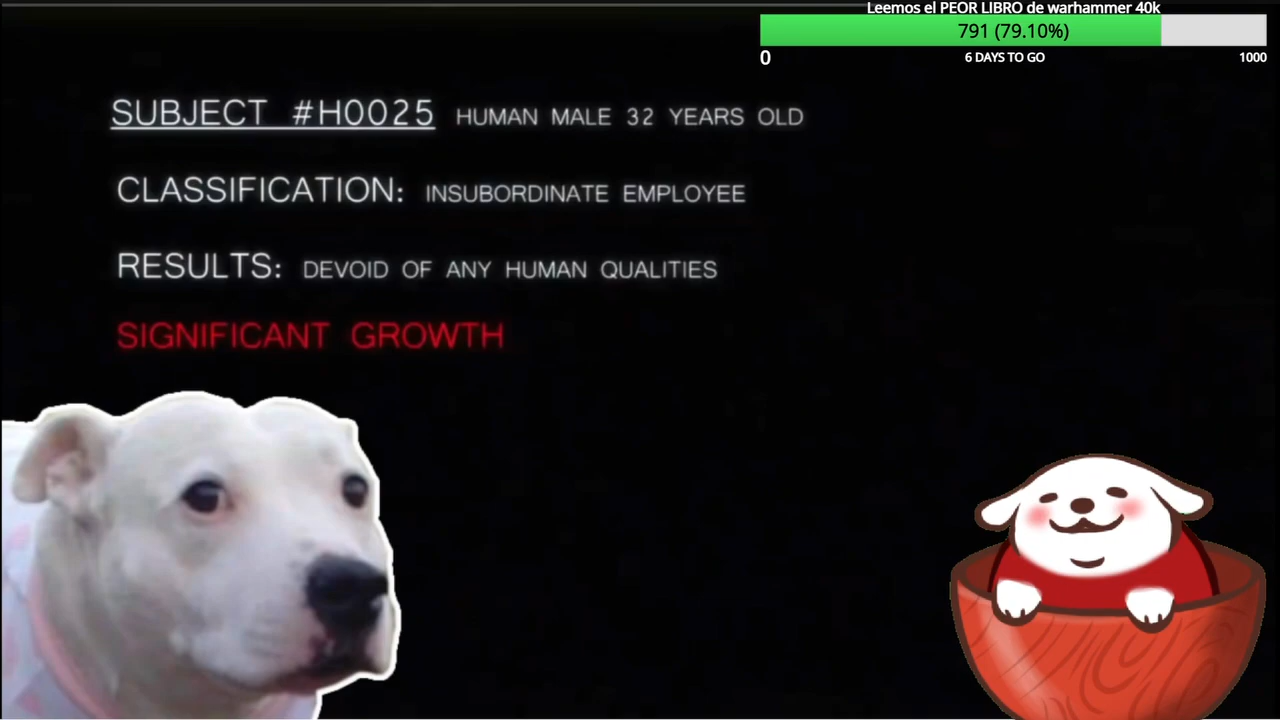 Leemos el PEOR LIBRO de warhammer 40k
791 (79.10%)
0 6 DAYS TO GO 1000
SUBJECT #H0025 HUMAN MALE 32 YEARS OLD
CLASSIFICATION: INSUBORDINATE EMPLOYEE
RESULTS: DEVOID OF ANY HUMAN QUALITIES
SIGNIFICANT GROWTH